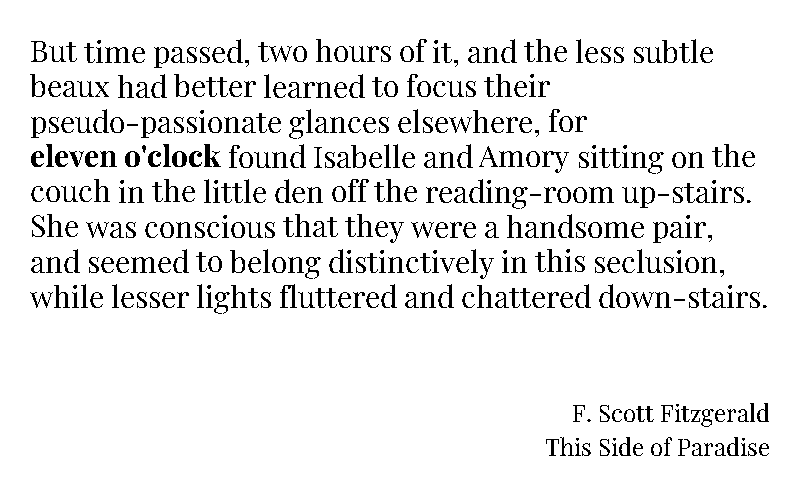 But time passed, two hours of it, and the less subtle
beaux had better learned to focus their
pseudo-passionate glances elsewhere, for
eleven o'clock found Isabelle and Amory sitting on the
couch in the little den off the reading-room up-stairs.
She was conscious that they were a handsome pair,
and seemed to belong distinctively in this seclusion,
while lesser lights fluttered and chattered down-stairs.
F. Scott Fitzgerald
This Side of Paradise